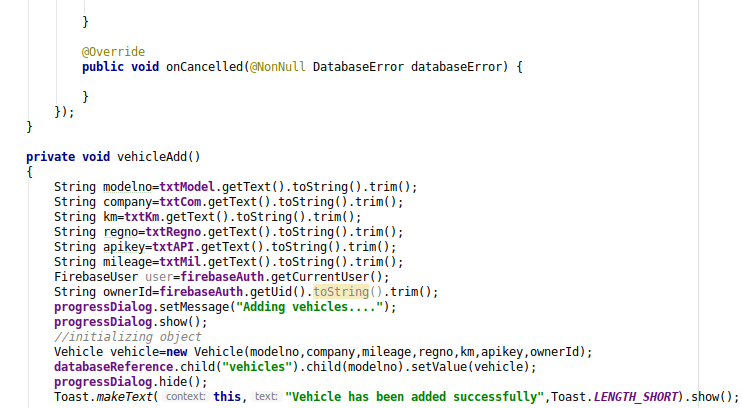 }
@Override
public void onCancelled(@NonNull DatabaseError databaseError) {
}
});
}
private void vehicleAdd()
{
String modelno=txtModel.getText().toString().trim();
String company=txtCom.getText().toString().trim();
String km=txtKm.getText().toString().trim();
String regno=txtRegno.getText().toString().trim();
String apikey=txtAPI.getText().toString().trim();
String mileage=txtMil.getText().toString().trim();
FirebaseUser user=firebaseAuth.getCurrentUser();
String ownerId=firebaseAuth.getUid().toString().trim();
progressDialog.setMessage("Adding vehicles....");
progressDialog.show();
//initializing object
Vehicle vehicle=new Vehicle(modelno,company,mileage,regno,km,apikey,ownerId);
databaseReference.child("vehicles").child(modelno).setValue(vehicle);
progressDialog.hide();
Toast.makeText( context: this, text: "Vehicle has been added successfully",Toast.LENGTH_SHORT).show();